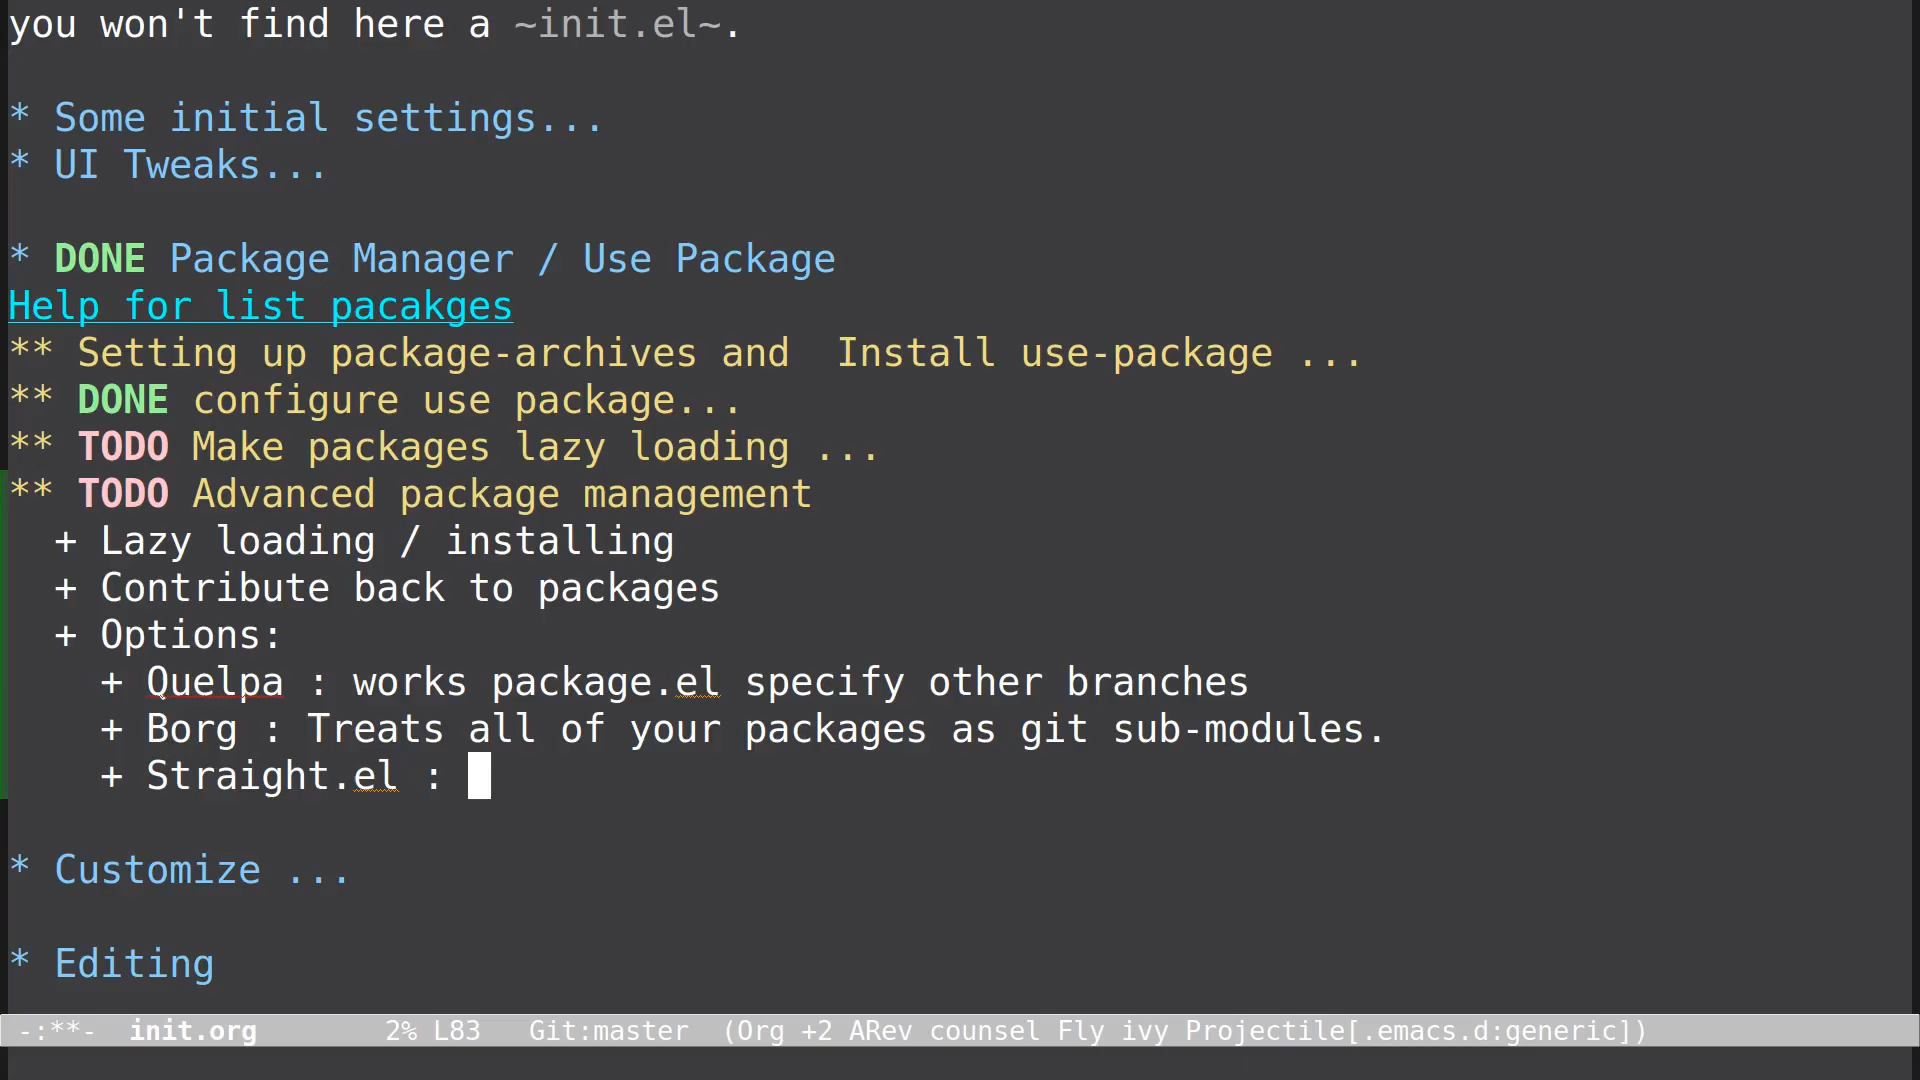 you won't find here a ~init.el~.
* Some initial settings...
* UI Tweaks...
* DONE Package Manager / Use Package
Help for list pacakges
** Setting up package-archives and  Install use-package ...
** DONE configure use package...
** TODO Make packages lazy loading ...
** TODO Advanced package management
+ Lazy loading / installing
+ Contribute back to packages
+ Options:
+ Quelpa : works package.el specify other branches
+ Borg : Treats all of your packages as git sub-modules.
+ Straight.el :
* Customize ...
* Editing
-:**-  init.org        2% L83   Git:master  (Org +2 ARev counsel Fly ivy Projectile[.emacs.d:generic])